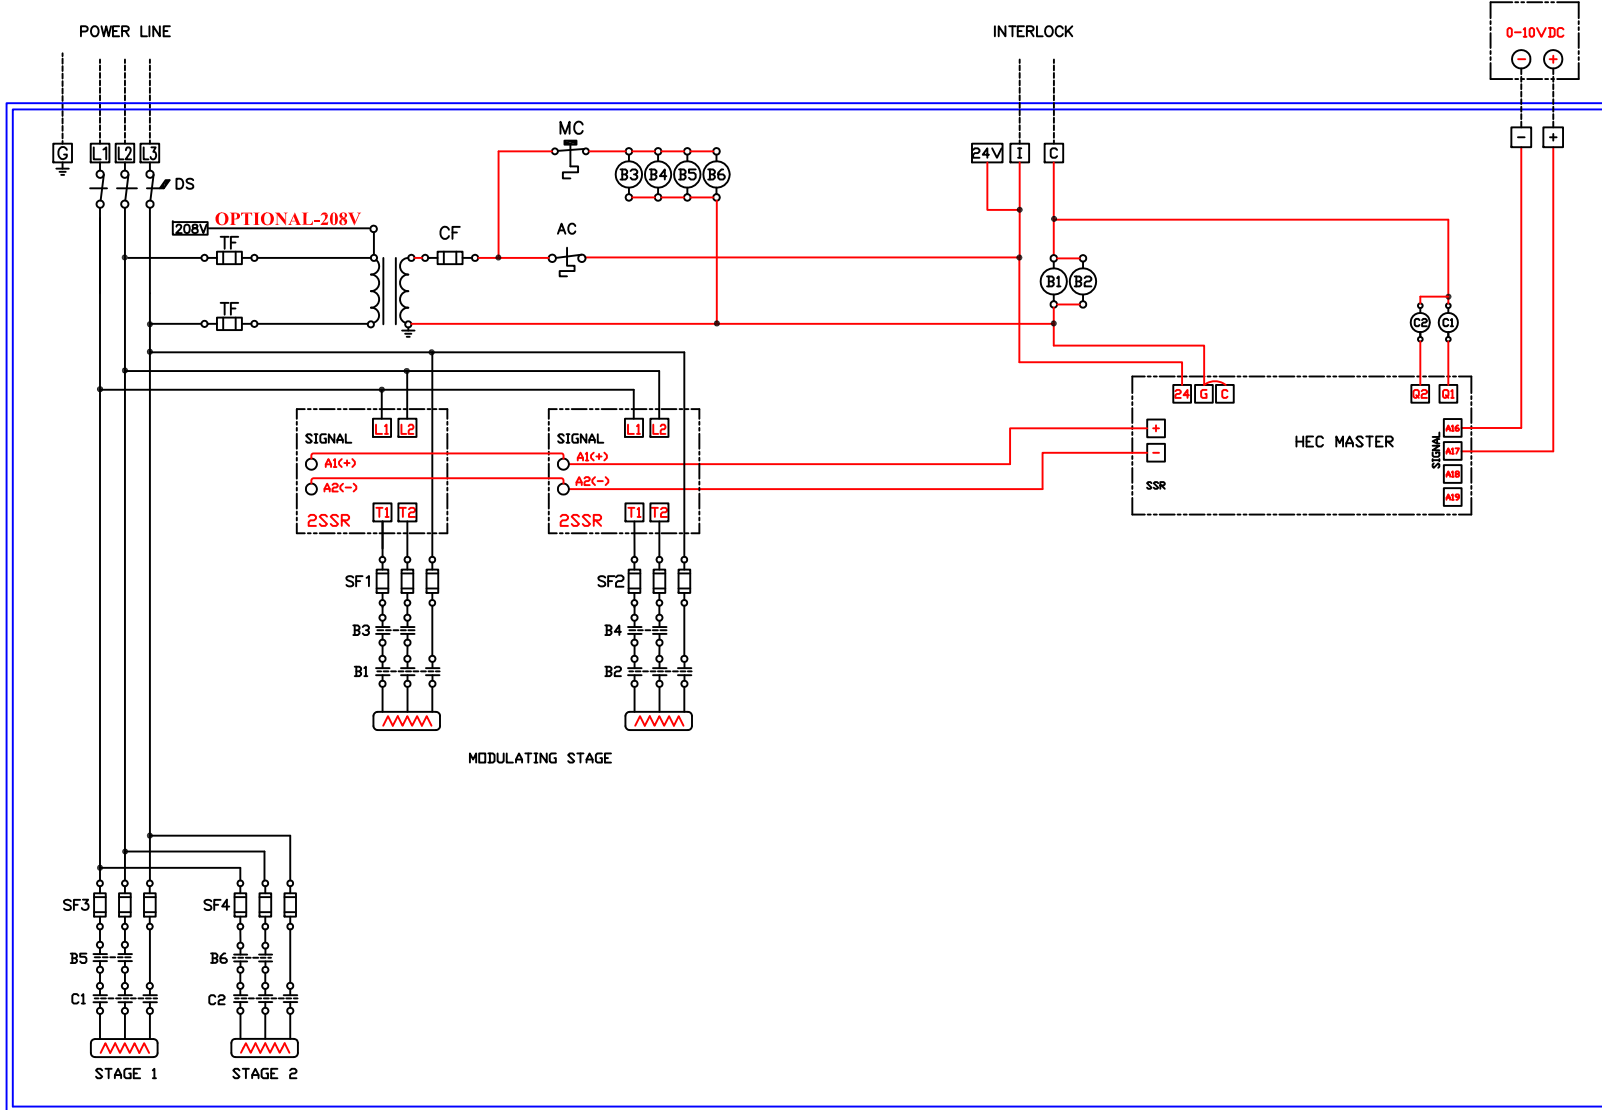 POWER LINE
INTERLOCK
0-10VDC
- +
G L1 L2 L3
MC
24V I C
- +
DS
B3 B4 B5 B6
OPTIONAL-208V
208V
TF
CF
AC
B1 B2
TF
C2 C1
24 G C
Q2 Q1
L1 L2
L1 L2
+
A16
SIGNAL
SIGNAL
HEC MASTER
SIGNAL
A1(+)
A1(+)
-
A17
A2(-)
A2(-)
A18
SSR
A19
T1 T2
T1 T2
2SSR
2SSR
SF1
SF2
B3
B4
B1
B2
MODULATING STAGE
SF3
SF4
B5
B6
C1
C2
STAGE 1
STAGE 2